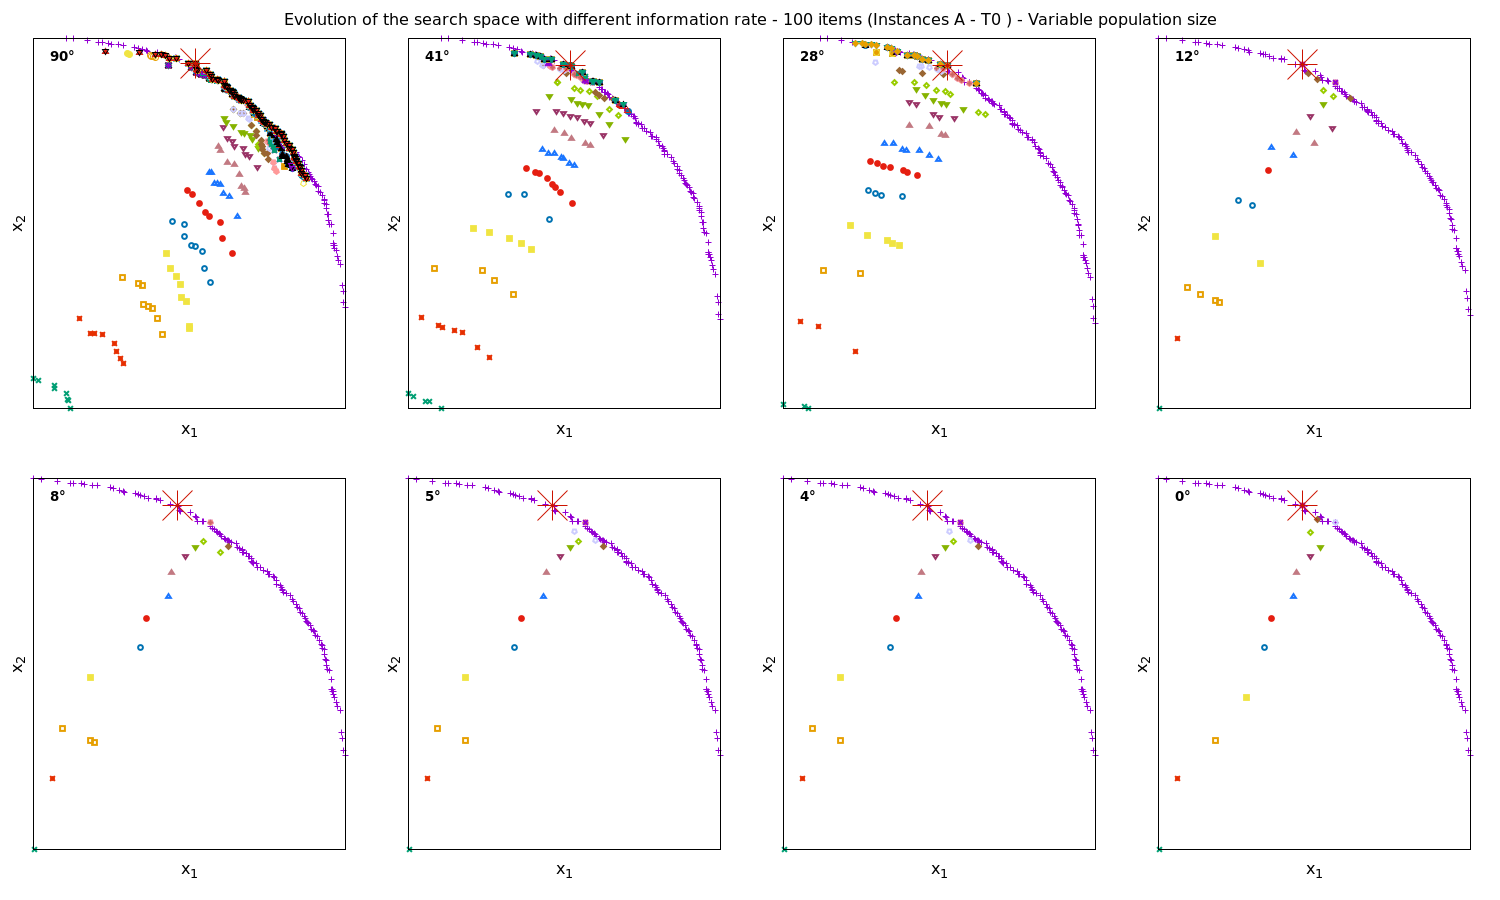 Evolution of the search space with different information rate - 100 items (Instances A - T0 ) - Variable population size
90°
41°
28°
12°
x2
x2
x2
x2
x1
x1
x1
x1
8°
5°
4°
0°
x2
x2
x2
x2
x1
x1
x1
x1